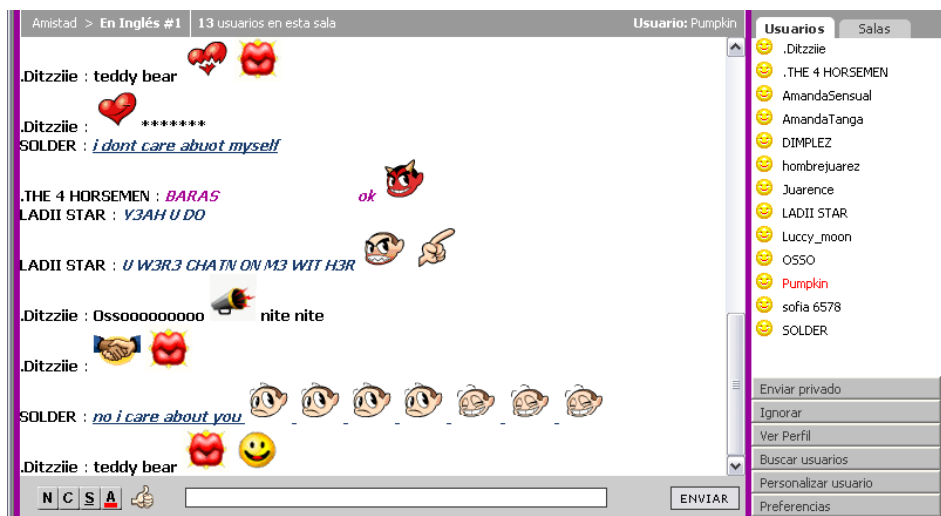 Amistad > En Inglés #1 13 usuarios en esta sala Usuario: Pumpkin
.Ditzziie : teddy bear
.Ditzziie : *******
SOLDER : i dont care abuot myself
.THE 4 HORSEMEN : BARAS ok
LADII STAR : Y3AH U DO
LADII STAR : U W3R3 CHATN ON M3 WIT H3R
.Ditzziie : Ossooooooooo nite nite
.Ditzziie :
SOLDER : no i care about you
.Ditzziie : teddy bear
N C S A ENVIAR
Usuarios Salas
.Ditzziie
.THE 4 HORSEMEN
AmandaSensual
AmandaTanga
DIMPLEZ
hombrejuarez
Juarence
LADII STAR
Luccy_moon
OSSO
Pumpkin
sofia 6578
SOLDER
Enviar privado
Ignorar
Ver Perfil
Buscar usuarios
Personalizar usuario
Preferencias